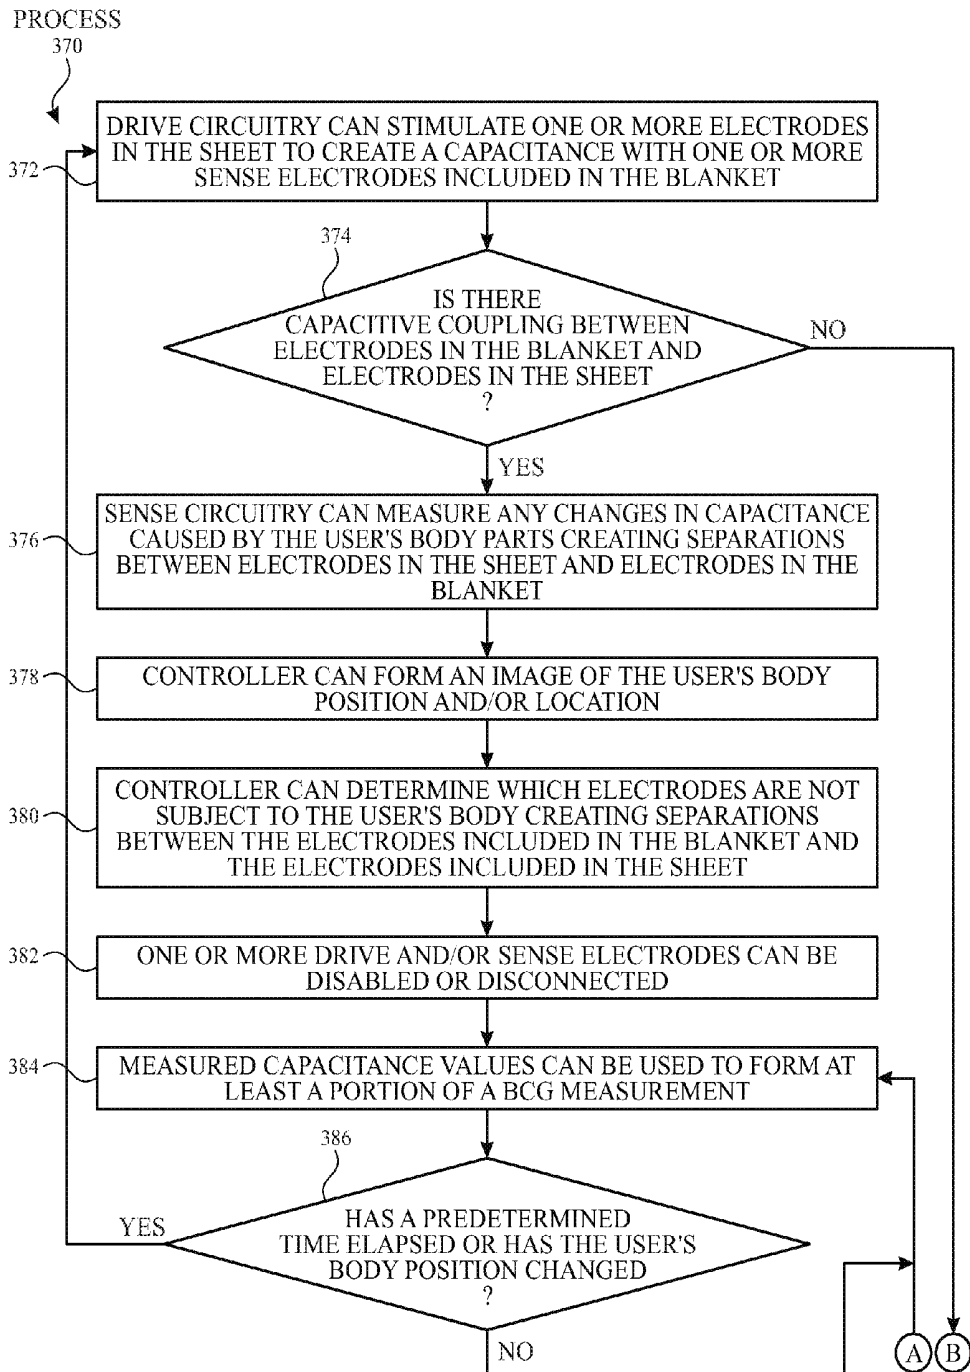 PROCESS
370
372
DRIVE CIRCUITRY CAN STIMULATE ONE OR MORE ELECTRODES
IN THE SHEET TO CREATE A CAPACITANCE WITH ONE OR MORE
SENSE ELECTRODES INCLUDED IN THE BLANKET
374
IS THERE
CAPACITIVE COUPLING BETWEEN
ELECTRODES IN THE BLANKET AND
ELECTRODES IN THE SHEET
?
NO
YES
376
SENSE CIRCUITRY CAN MEASURE ANY CHANGES IN CAPACITANCE
CAUSED BY THE USER'S BODY PARTS CREATING SEPARATIONS
BETWEEN ELECTRODES IN THE SHEET AND ELECTRODES IN THE
BLANKET
378
CONTROLLER CAN FORM AN IMAGE OF THE USER'S BODY
POSITION AND/OR LOCATION
380
CONTROLLER CAN DETERMINE WHICH ELECTRODES ARE NOT
SUBJECT TO THE USER'S BODY CREATING SEPARATIONS
BETWEEN THE ELECTRODES INCLUDED IN THE BLANKET AND
THE ELECTRODES INCLUDED IN THE SHEET
382
ONE OR MORE DRIVE AND/OR SENSE ELECTRODES CAN BE
DISABLED OR DISCONNECTED
384
MEASURED CAPACITANCE VALUES CAN BE USED TO FORM AT
LEAST A PORTION OF A BCG MEASUREMENT
386
YES
HAS A PREDETERMINED
TIME ELAPSED OR HAS THE USER'S
BODY POSITION CHANGED
?
NO
A
B